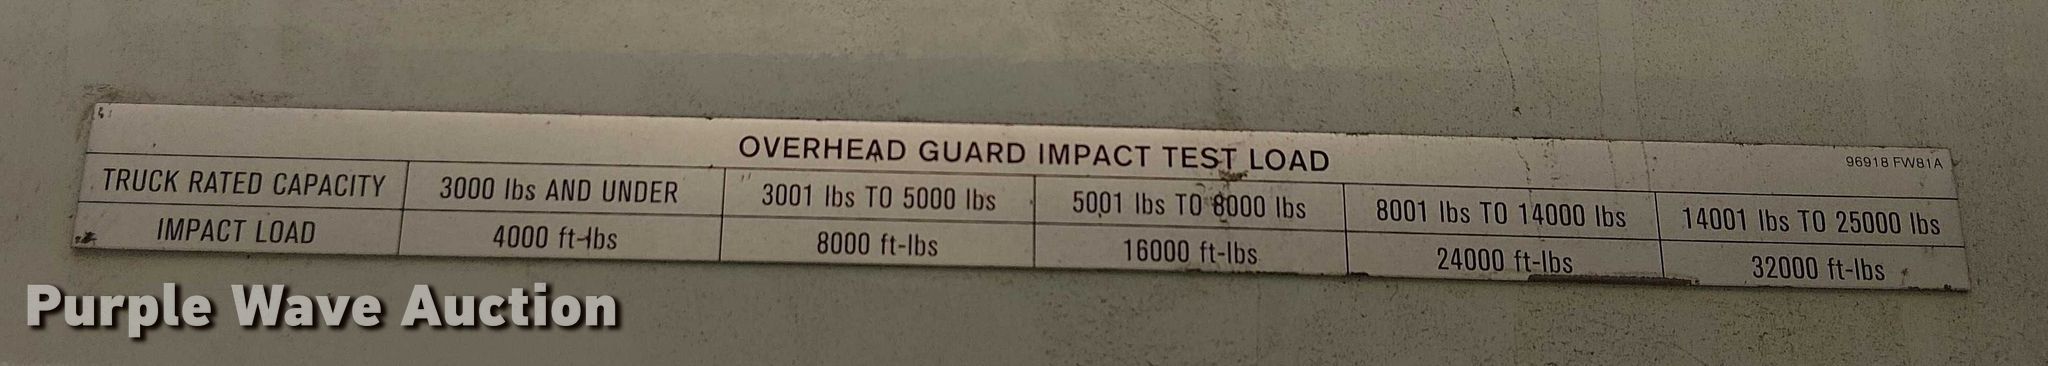 OVERHEAD GUARD IMPACT TEST LOAD
96918 FW81A
TRUCK RATED CAPACITY 3000 lbs AND UNDER 3001 lbs TO 5000 lbs 5001 lbs TO 8000 lbs 8001 lbs TO 14000 lbs 14001 lbs TO 25000 lbs
IMPACT LOAD 4000 ft-lbs 8000 ft-lbs 16000 ft-lbs 24000 ft-lbs 32000 ft-lbs
Purple Wave Auction